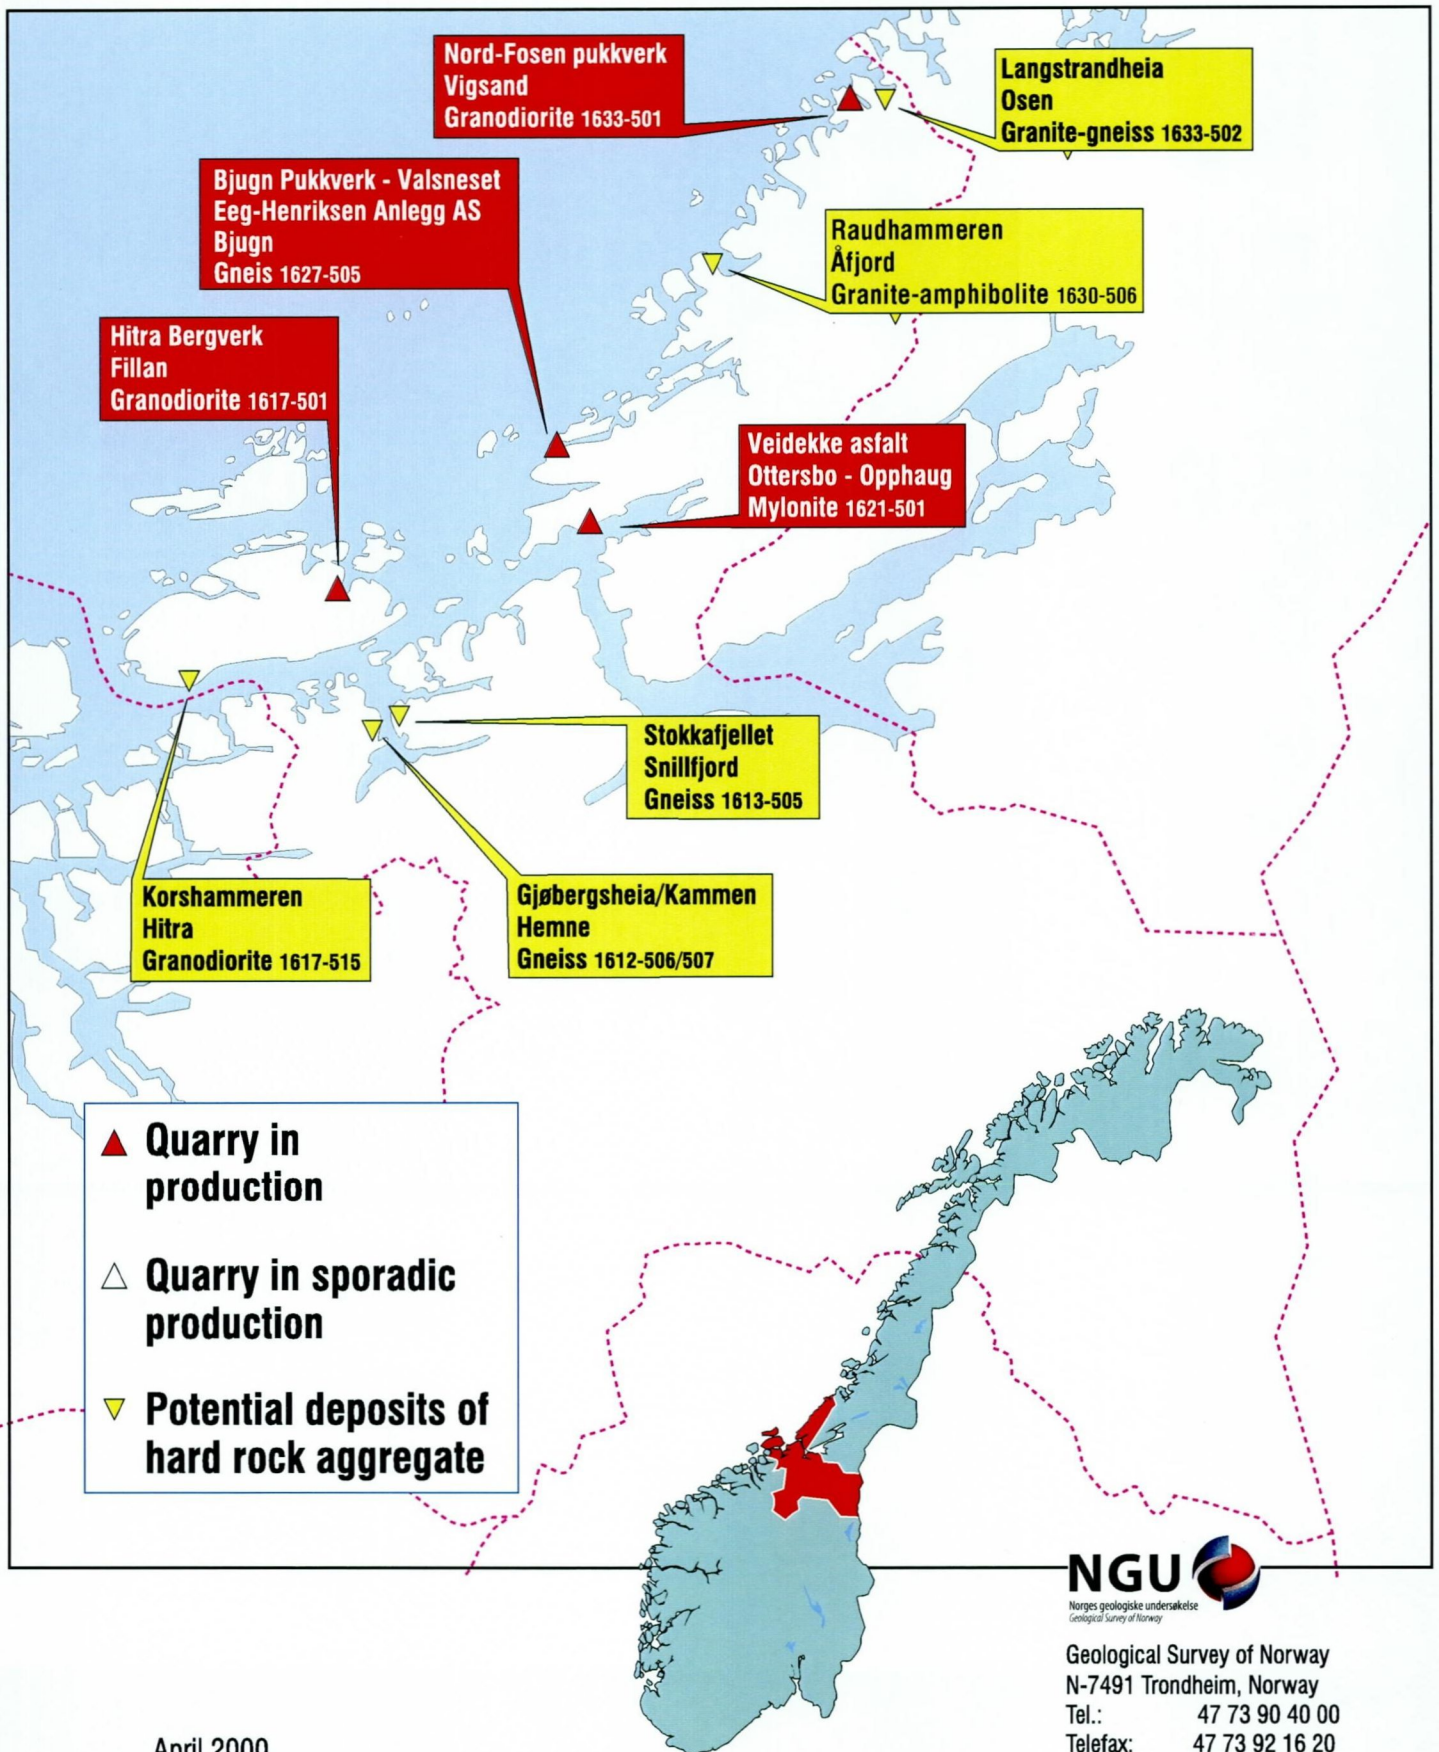 Nord-Fosen pukkverk
Vigsand
Granodiorite 1633-501
Langstrandheia
Osen
Granite-gneiss 1633-502
Bjugn Pukkverk - Valsneset
Eeg-Henriksen Anlegg AS
Bjugn
Gneis 1627-505
Raudhammeren
Åfjord
Granite-amphibolite 1630-506
Hitra Bergverk
Fillan
Granodiorite 1617-501
Veidekke asfalt
Ottersbo - Opphaug
Mylonite 1621-501
Stokkafjellet
Snillfjord
Gneiss 1613-505
Korshammeren
Hitra
Granodiorite 1617-515
Gjøbergsheia/Kammen
Hemne
Gneiss 1612-506/507
Quarry in
production
Quarry in sporadic
production
Potential deposits of
hard rock aggregate
NGU
Norges geologiske undersøkelse
Geological Survey of Norway
Geological Survey of Norway
N-7491 Trondheim, Norway
Tel.: 47 73 90 40 00
Telefax: 47 73 92 16 20
April 2000